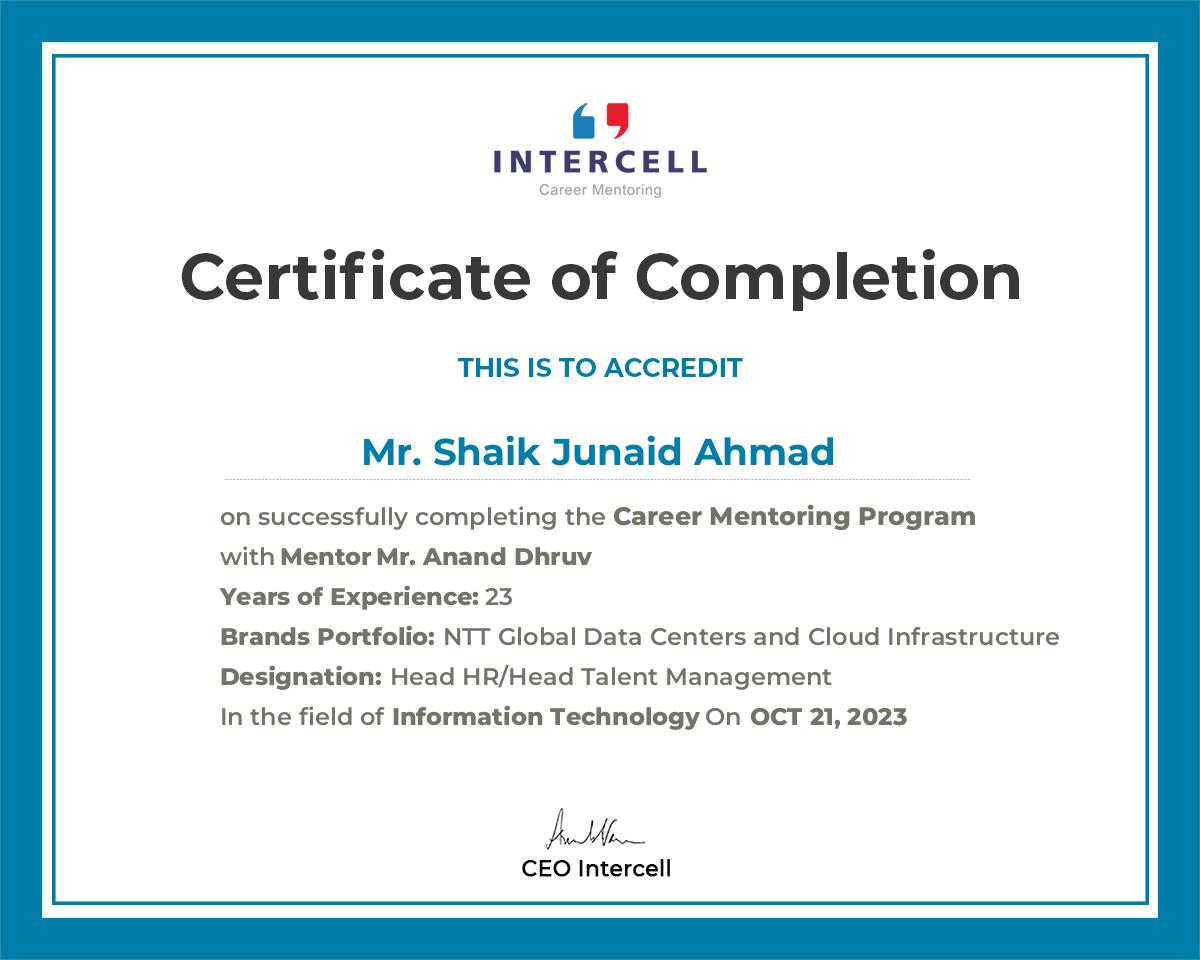 INTERCELL
Career Mentoring
Certificate of Completion
THIS IS TO ACCREDIT
Mr. Shaik Junaid Ahmad
on successfully completing the Career Mentoring Program
with Mentor Mr. Anand Dhruv
Years of Experience: 23
Brands Portfolio: NTT Global Data Centers and Cloud Infrastructure
Designation: Head HR/Head Talent Management
In the field of Information Technology On OCT 21, 2023
CEO Intercell